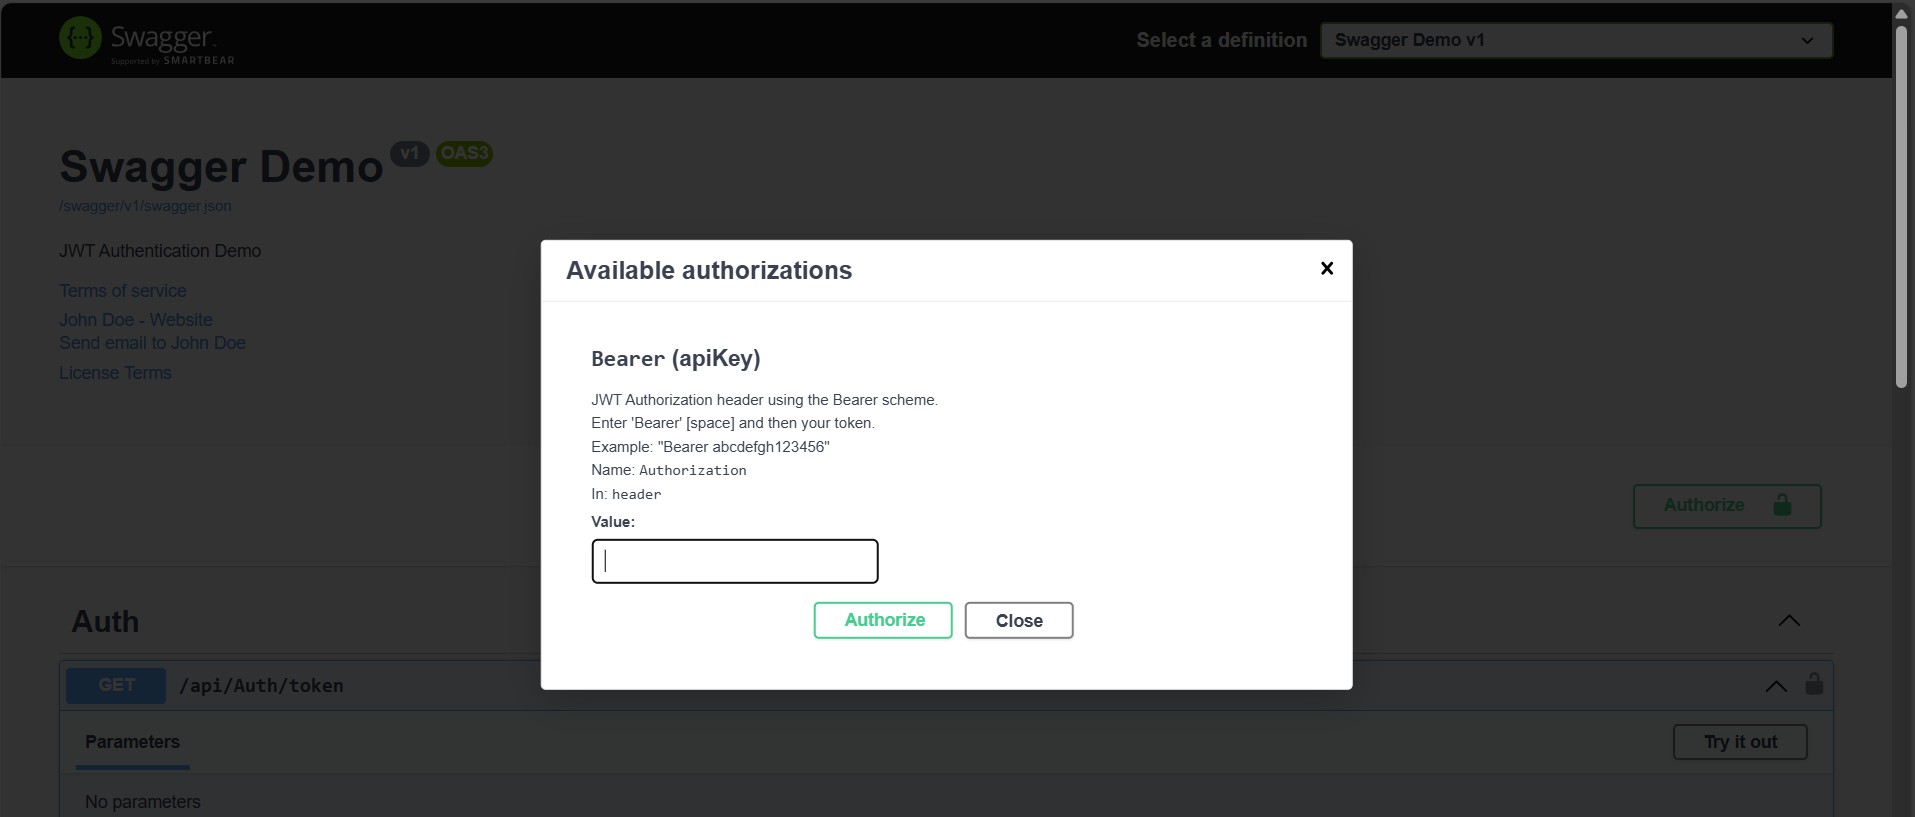 {···} Swagger.
Supported by SMARTBEAR
Select a definition
Swagger Demo v1
Swagger Demo v1 OAS3
/swagger/v1/swagger.json
JWT Authentication Demo
Terms of service
John Doe - Website
Send email to John Doe
License Terms
Available authorizations
Bearer (apiKey)
JWT Authorization header using the Bearer scheme.
Enter 'Bearer' [space] and then your token.
Example: "Bearer abcdefgh123456"
Name: Authorization
In: header
Value:
Authorize Close
Authorize
Auth
GET /api/Auth/token
Parameters
Try it out
No parameters